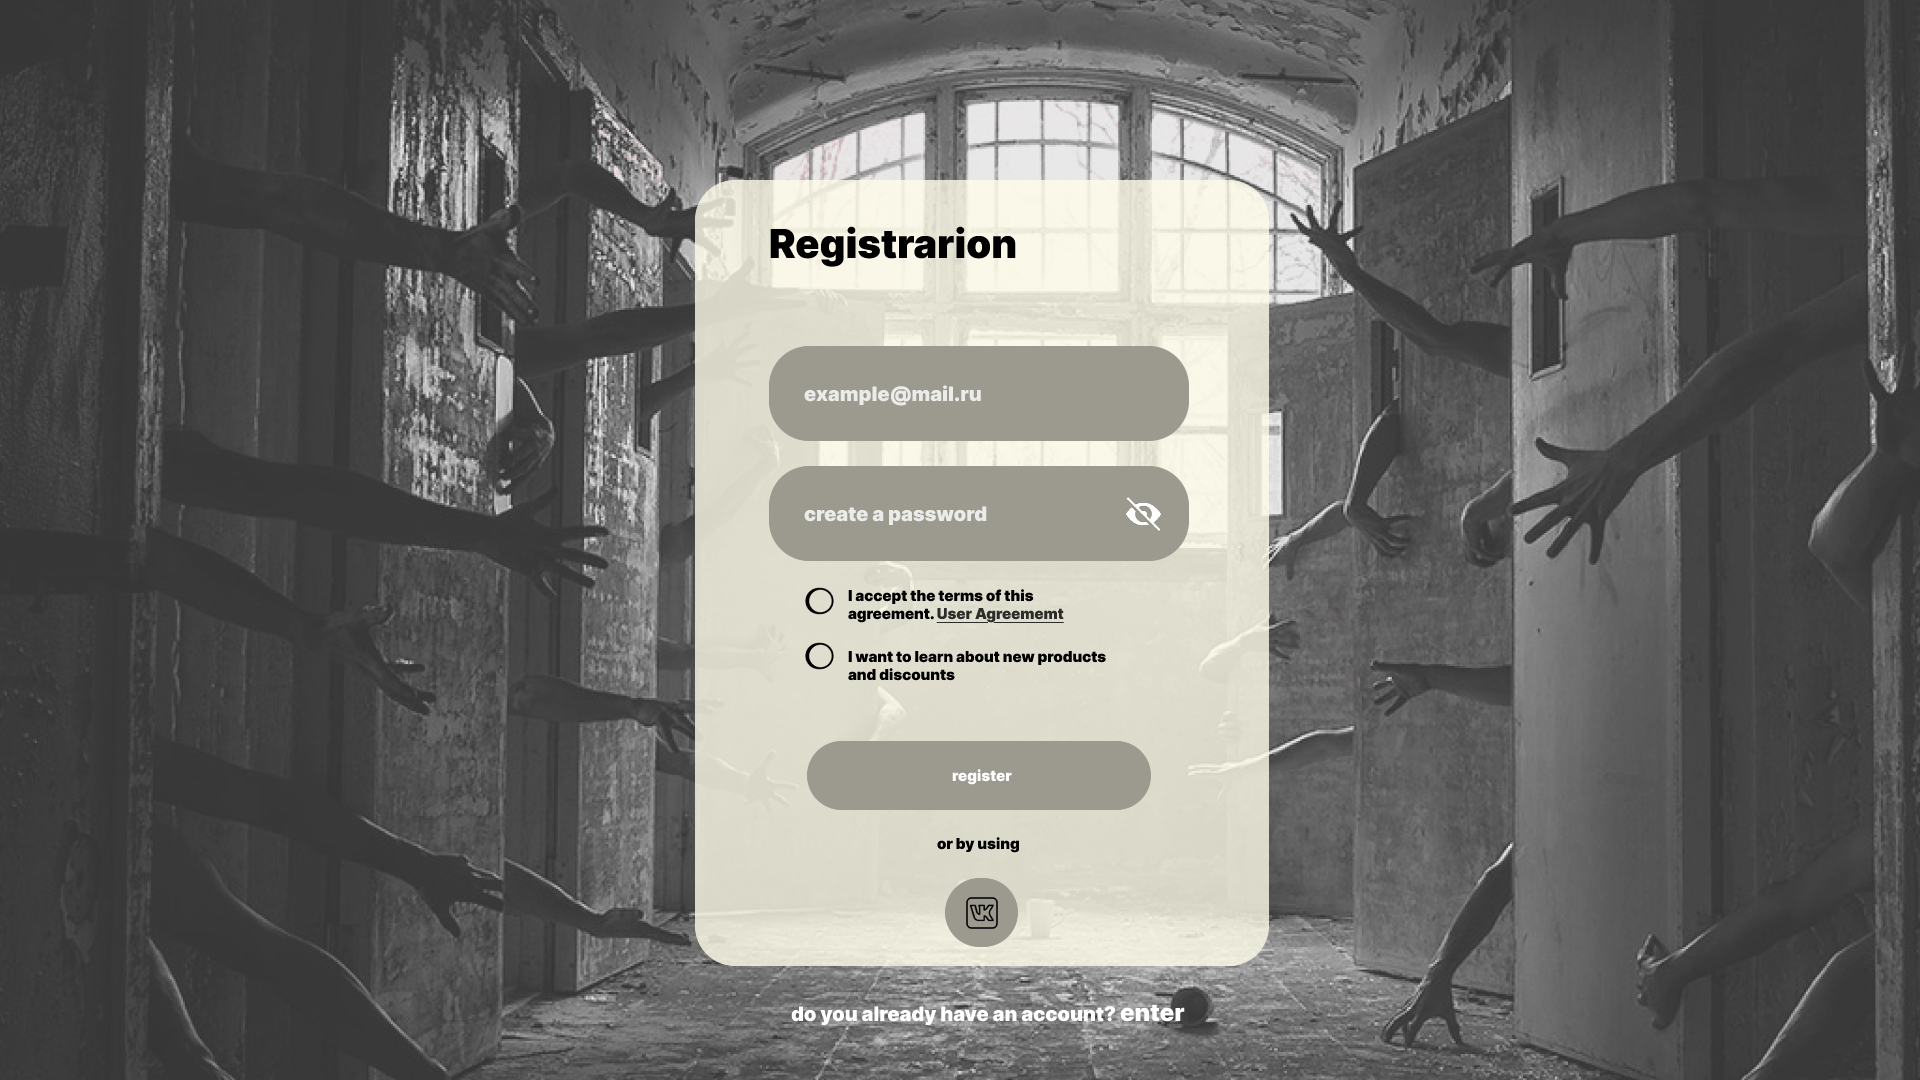 Registrarion
example@mail.ru
create a password
I accept the terms of this
agreement. User Agreememt
I want to learn about new products
and discounts
register
or by using
VK
do you already have an account? enter